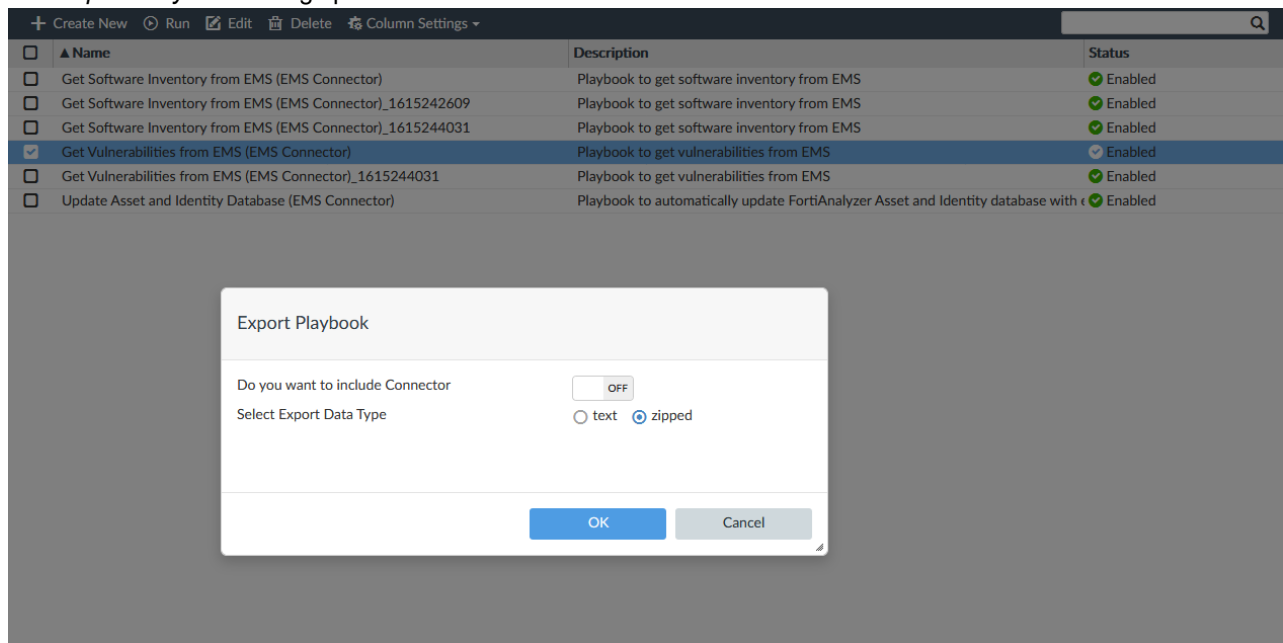 Create New Run Edit Delete Column Settings
Name Description Status
Get Software Inventory from EMS (EMS Connector) Playbook to get software inventory from EMS Enabled
Get Software Inventory from EMS (EMS Connector)_1615242609 Playbook to get software inventory from EMS Enabled
Get Software Inventory from EMS (EMS Connector)_1615244031 Playbook to get software inventory from EMS Enabled
Get Vulnerabilities from EMS (EMS Connector) Playbook to get vulnerabilities from EMS Enabled
Get Vulnerabilities from EMS (EMS Connector)_1615244031 Playbook to get vulnerabilities from EMS Enabled
Update Asset and Identity Database (EMS Connector) Playbook to automatically update FortiAnalyzer Asset and Identity database with Enabled
Export Playbook
Do you want to include Connector OFF
Select Export Data Type text zipped
OK Cancel